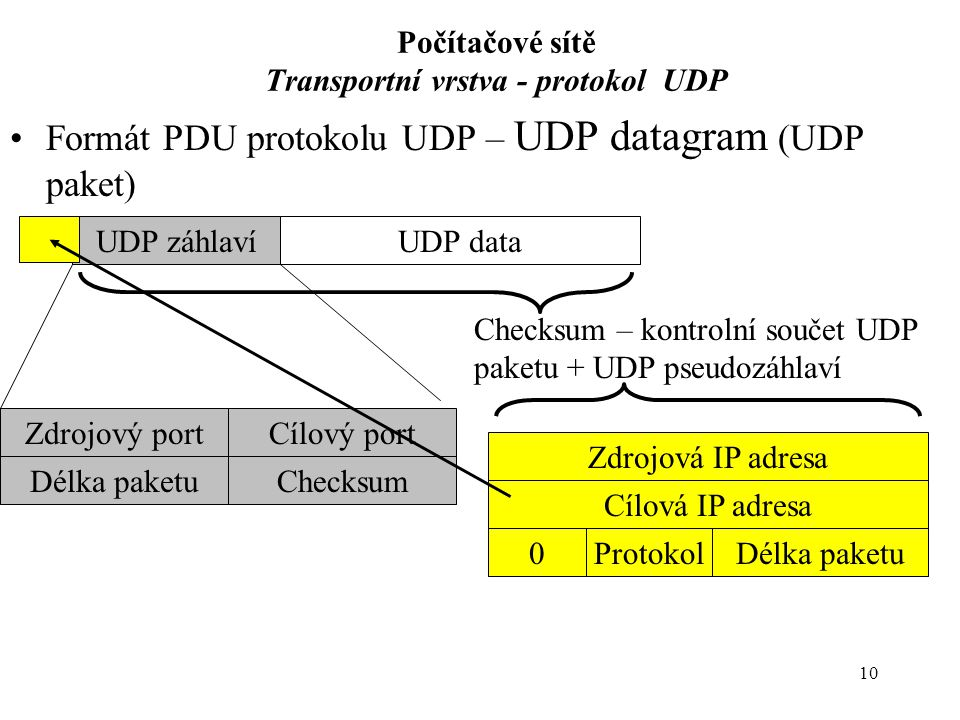 Počítačové sítě
Transportní vrstva - protokol UDP
• Formát PDU protokolu UDP – UDP datagram (UDP
paket)
UDP záhlaví
UDP data
Checksum – kontrolní součet UDP
paketu + UDP pseudozáhlaví
Zdrojový port
Cílový port
Délka paketu
Checksum
Zdrojová IP adresa
Cílová IP adresa
0
Protokol
Délka paketu
10